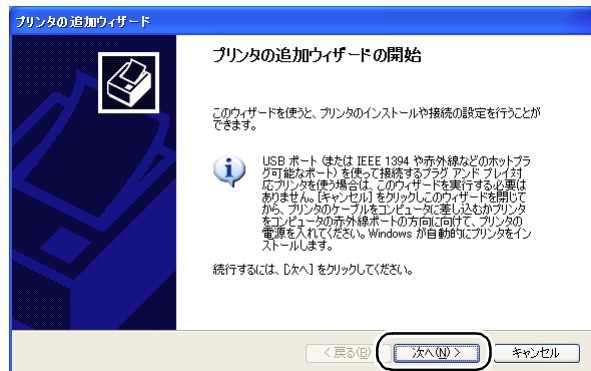 プリンタの追加ウィザード
プリンタの追加ウィザードの開始
このウィザードを使うと、プリンタのインストールや接続の設定を行うことが
できます。
USB ポート (または IEEE 1394 や赤外線などのホットプラ
グ可能なポート) を使って接続するプラグ アンド プレイ対
応プリンタを使う場合は、このウィザードを実行する必要は
ありません。[キャンセル] をクリックしこのウィザードを閉じて
から、プリンタのケーブルをコンピュータに差し込むかプリンタ
をコンピュータの赤外線ポートの方向に向けて、プリンタの
電源を入れてください。Windows が自動的にプリンタをイン
ストールします。
続行するには、[次へ] をクリックしてください。
< 戻る(B)
次へ(N) >
キャンセル